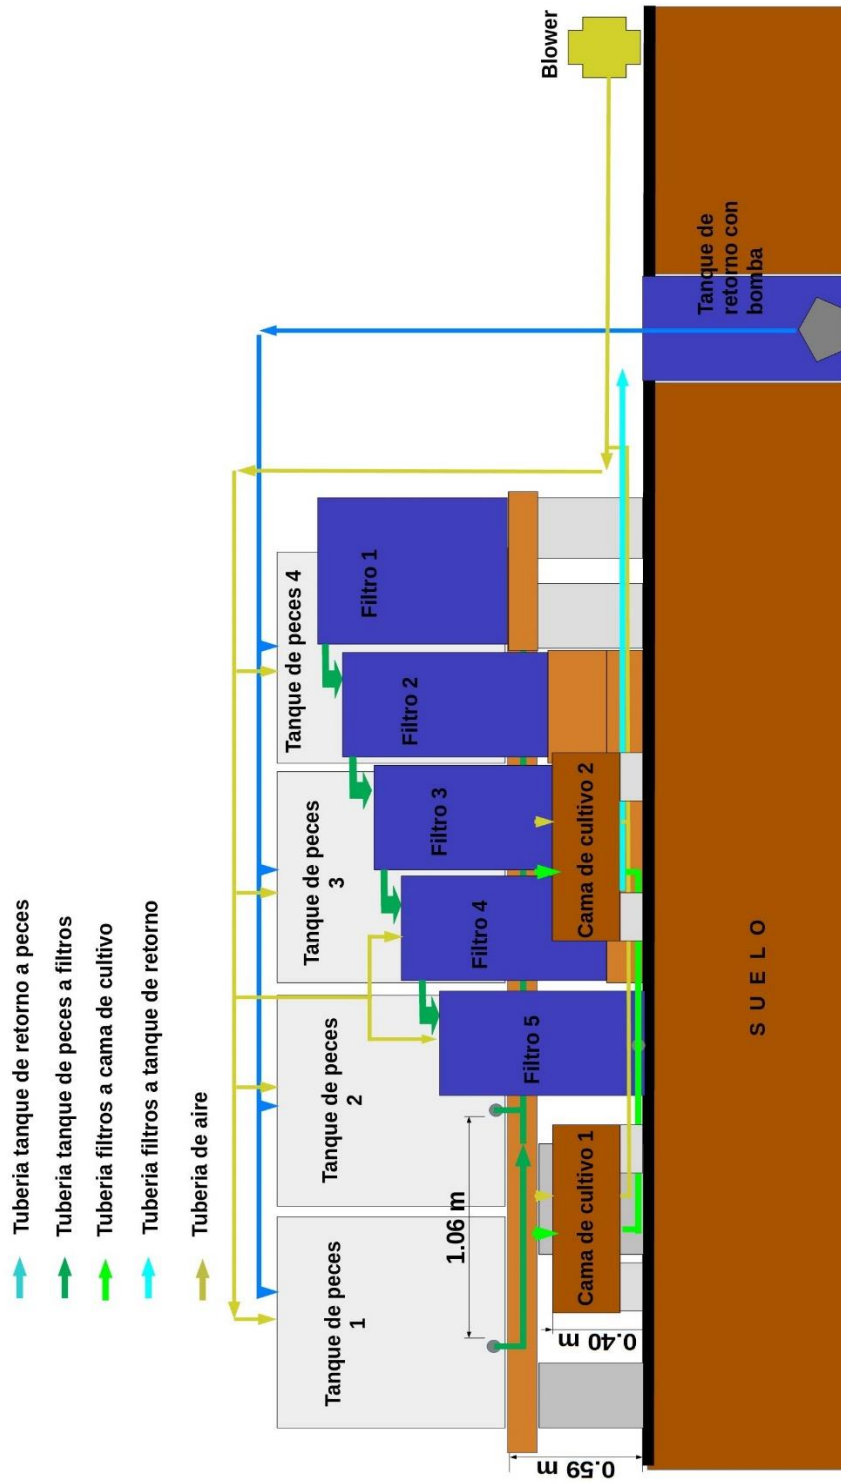 Tuberia tanque de retorno a peces
Tuberia tanque de peces a filtros
Tuberia filtros a cama de cultivo
Tuberia filtros a tanque de retorno
Tuberia de aire
Tanque de peces
1
Tanque de peces
2
Tanque de peces
3
Tanque de peces 4
Filtro 1
Filtro 2
Filtro 3
Filtro 4
Filtro 5
1.06 m
Cama de cultivo 1
Cama de cultivo 2
0.40 m
0.59 m
Blower
Tanque de
retorno con
bomba
SUELO